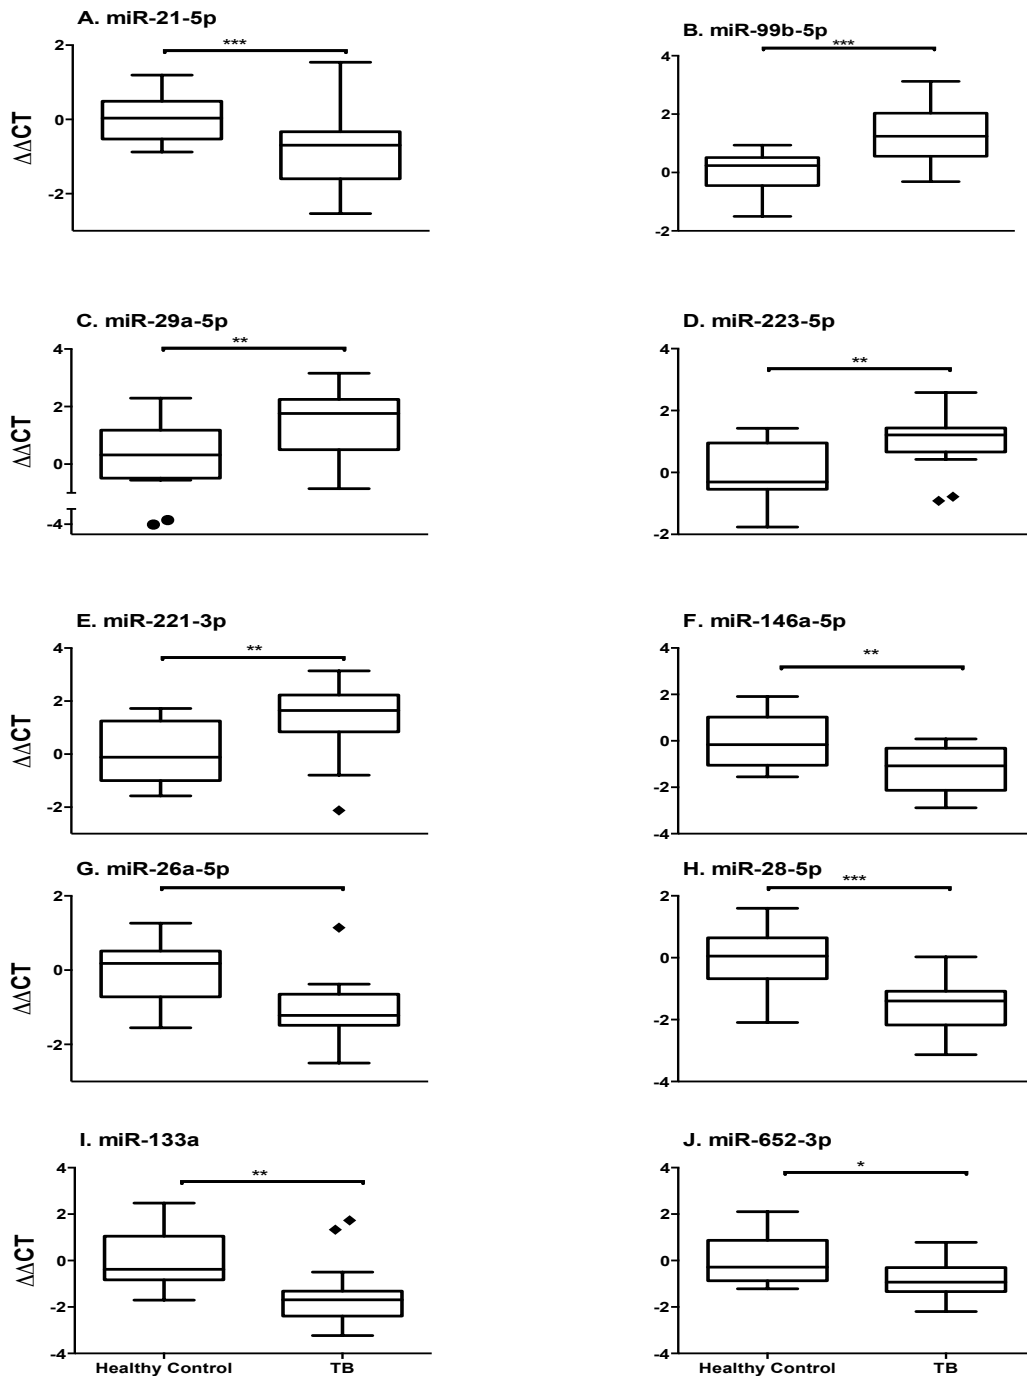 A. miR-21-5p
***
2
0
-2
ΔΔCT
B. miR-99b-5p
***
4
2
0
-2
C. miR-29a-5p
**
4
2
0
-4
ΔΔCT
D. miR-223-5p
**
4
2
0
-2
E. miR-221-3p
**
4
2
0
-2
ΔΔCT
F. miR-146a-5p
**
4
2
0
-2
-4
G. miR-26a-5p
2
0
-2
ΔΔCT
H. miR-28-5p
***
2
0
-2
-4
I. miR-133a
**
4
2
0
-2
-4
ΔΔCT
Healthy Control TB
J. miR-652-3p
*
4
2
0
-2
-4
Healthy Control TB